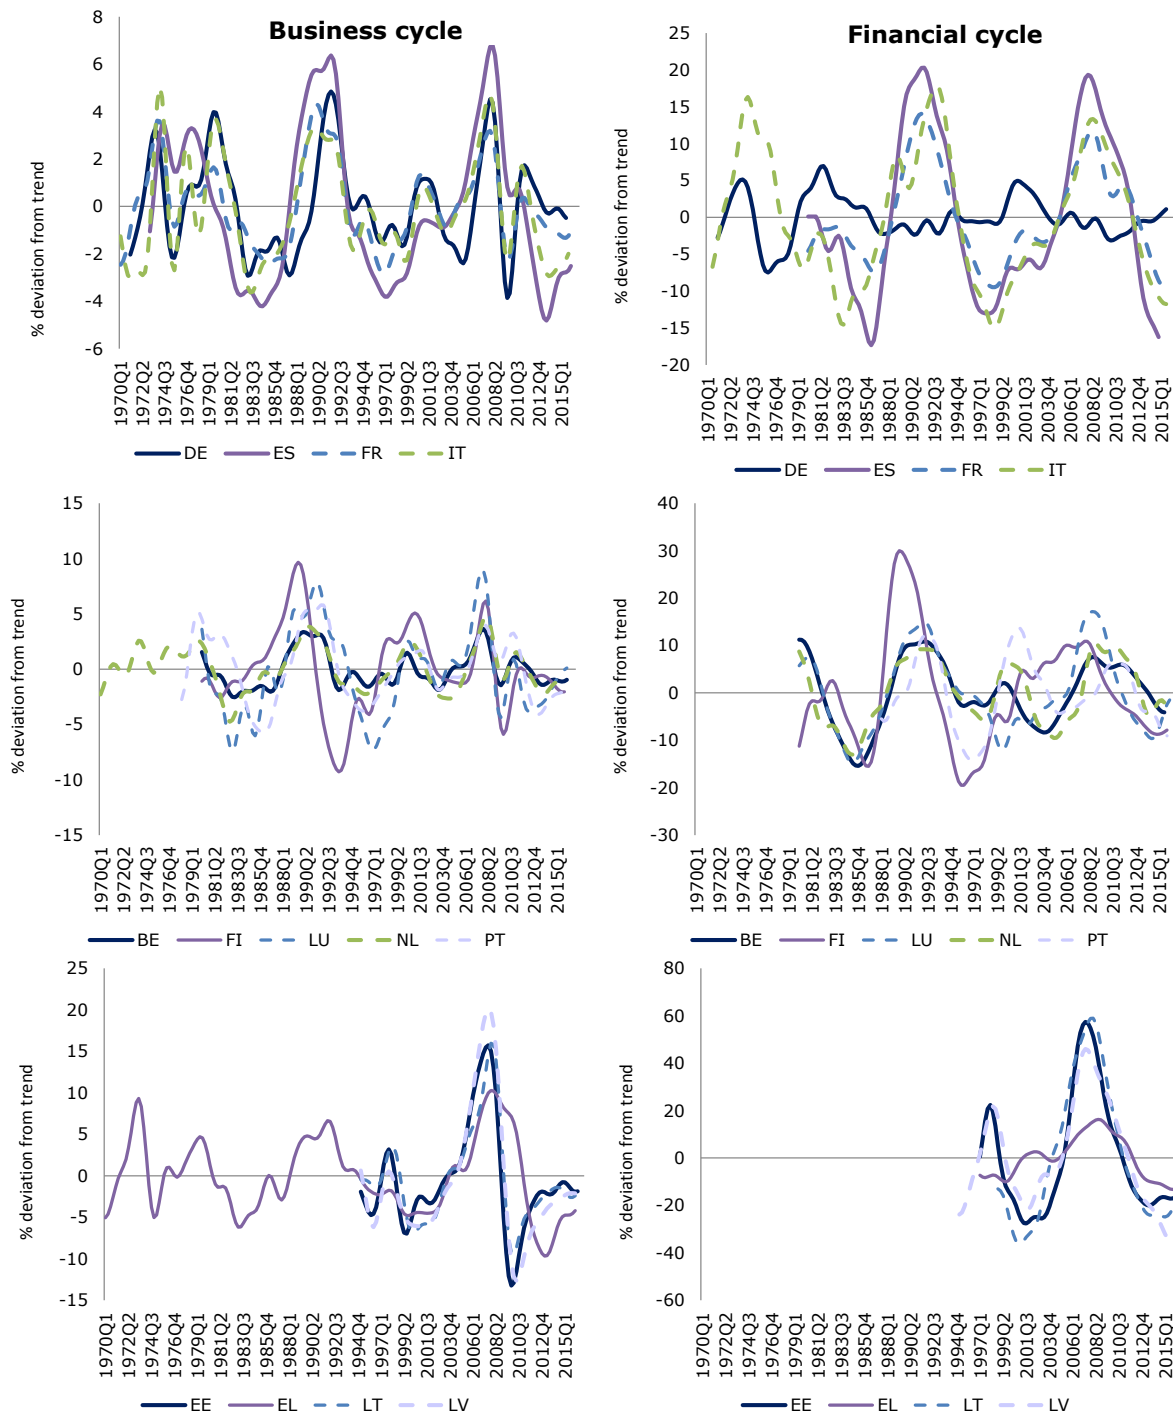 Business cycle
% deviation from trend
8
6
4
2
0
-2
-4
-6
1970Q1 1972Q2 1974Q3 1976Q4 1979Q1 1981Q2 1983Q3 1985Q4 1988Q1 1990Q2 1992Q3 1994Q4 1997Q1 1999Q2 2001Q3 2003Q4 2006Q1 2008Q2 2010Q3 2012Q4 2015Q1
DE ES FR IT
Financial cycle
% deviation from trend
25
20
15
10
5
0
-5
-10
-15
-20
1970Q1 1972Q2 1974Q3 1976Q4 1979Q1 1981Q2 1983Q3 1985Q4 1988Q1 1990Q2 1992Q3 1994Q4 1997Q1 1999Q2 2001Q3 2003Q4 2006Q1 2008Q2 2010Q3 2012Q4 2015Q1
DE ES FR IT
% deviation from trend
15
10
5
0
-5
-10
-15
1970Q1 1972Q2 1974Q3 1976Q4 1979Q1 1981Q2 1983Q3 1985Q4 1988Q1 1990Q2 1992Q3 1994Q4 1997Q1 1999Q2 2001Q3 2003Q4 2006Q1 2008Q2 2010Q3 2012Q4 2015Q1
BE FI LU NL PT
% deviation from trend
40
30
20
10
0
-10
-20
-30
1970Q1 1972Q2 1974Q3 1976Q4 1979Q1 1981Q2 1983Q3 1985Q4 1988Q1 1990Q2 1992Q3 1994Q4 1997Q1 1999Q2 2001Q3 2003Q4 2006Q1 2008Q2 2010Q3 2012Q4 2015Q1
BE FI LU NL PT
% deviation from trend
25
20
15
10
5
0
-5
-10
-15
1970Q1 1972Q2 1974Q3 1976Q4 1979Q1 1981Q2 1983Q3 1985Q4 1988Q1 1990Q2 1992Q3 1994Q4 1997Q1 1999Q2 2001Q3 2003Q4 2006Q1 2008Q2 2010Q3 2012Q4 2015Q1
EE EL LT LV
% deviation from trend
80
60
40
20
0
-20
-40
-60
1970Q1 1972Q2 1974Q3 1976Q4 1979Q1 1981Q2 1983Q3 1985Q4 1988Q1 1990Q2 1992Q3 1994Q4 1997Q1 1999Q2 2001Q3 2003Q4 2006Q1 2008Q2 2010Q3 2012Q4 2015Q1
EE EL LT LV